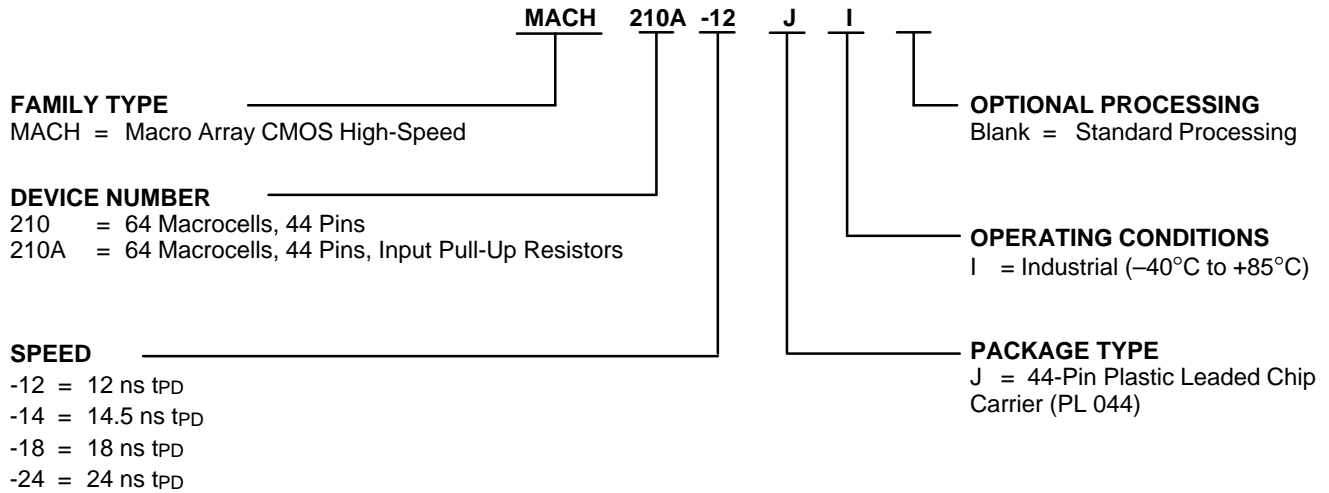 MACH 210A -12 J I
FAMILY TYPE
MACH = Macro Array CMOS High-Speed
DEVICE NUMBER
210 = 64 Macrocells, 44 Pins
210A = 64 Macrocells, 44 Pins, Input Pull-Up Resistors
SPEED
-12 = 12 ns tPD
-14 = 14.5 ns tPD
-18 = 18 ns tPD
-24 = 24 ns tPD
OPTIONAL PROCESSING
Blank = Standard Processing
OPERATING CONDITIONS
I = Industrial (–40°C to +85°C)
PACKAGE TYPE
J = 44-Pin Plastic Leaded Chip
Carrier (PL 044)